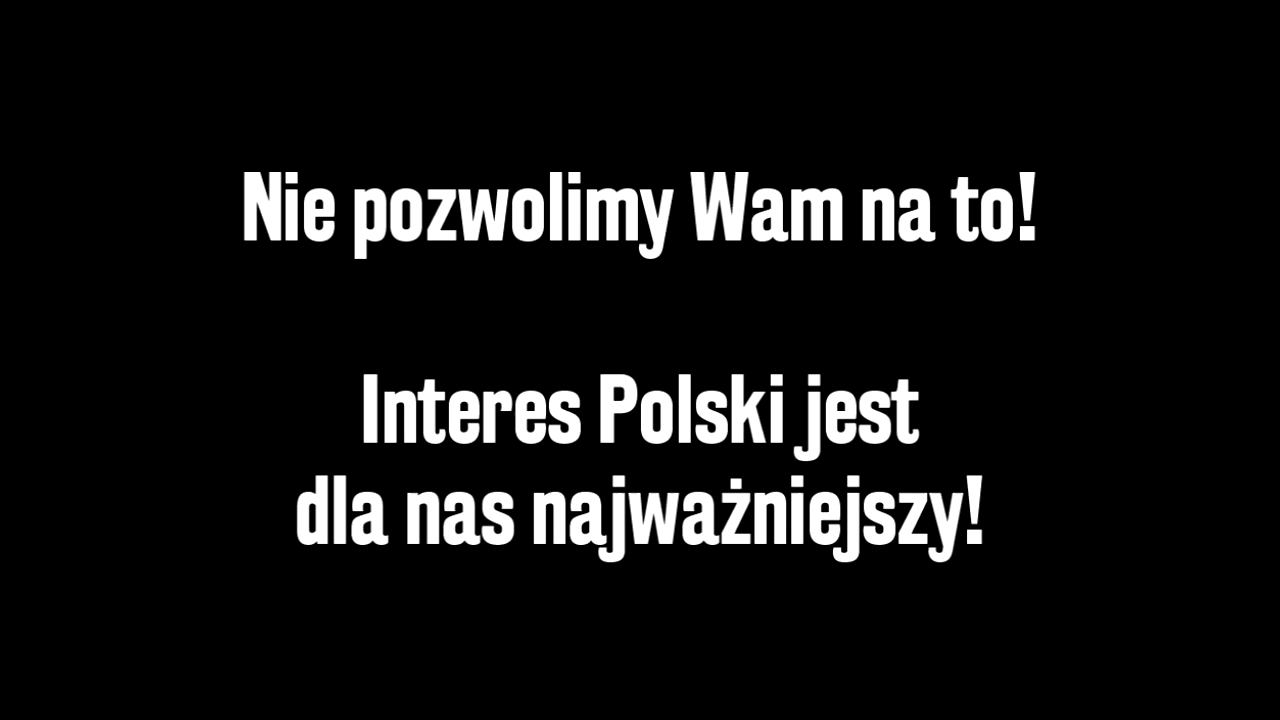 Nie pozwolimy Wam na to!
Interes Polski jest
dla nas najważniejszy!